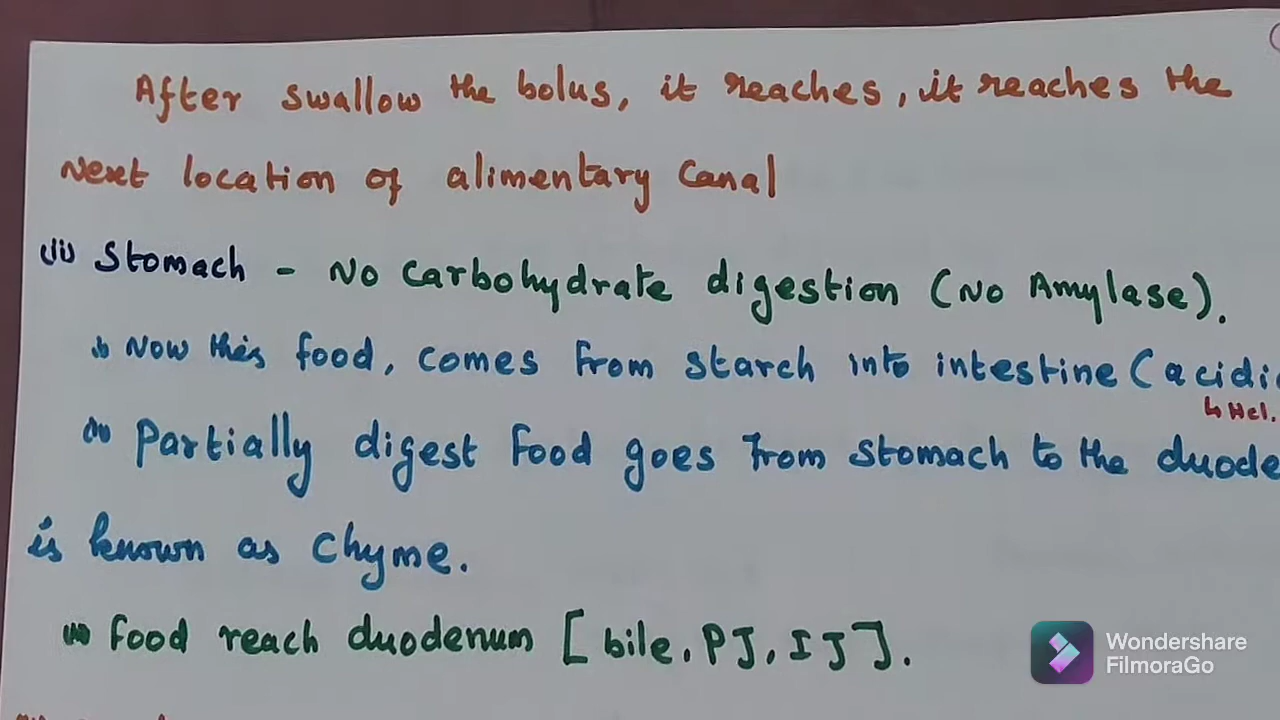 After swallow the bolus, it reaches, it reaches the
Next location of alimentary Canal
(ii) Stomach - No Carbohydrate digestion (No Amylase).
Now this food, comes from starch into intestine (acidi
↳ Hcl.
Partially digest food goes from stomach to the duode
is known as chyme.
Food reach duodenum [bile, PJ, IJ].
Wondershare
FilmoraGo